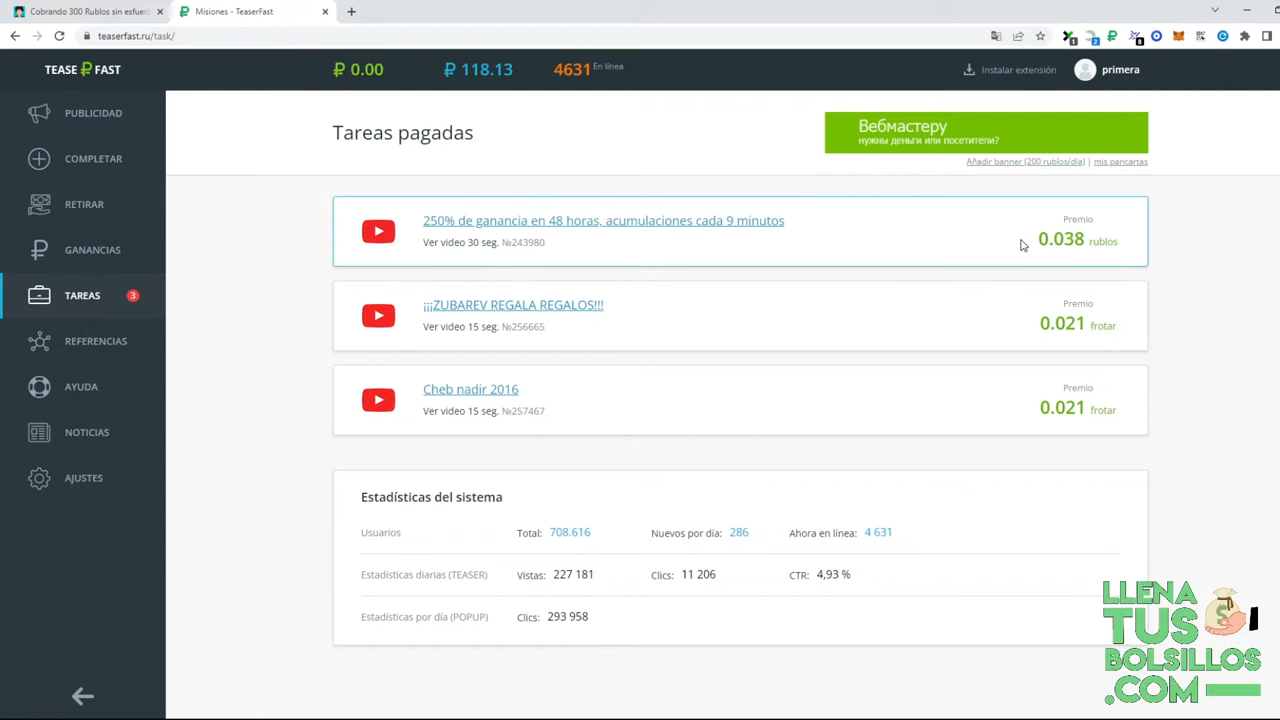 Cobrando 300 Rublos sin esfuer
Misiones - TeaserFast
teaserfast.ru/task/
1
2
8
TEASE₽FAST
₽ 0.00
₽ 118.13
4631 En línea
Instalar extensión
primera
PUBLICIDAD
COMPLETAR
RETIRAR
GANANCIAS
TAREAS 3
REFERENCIAS
AYUDA
NOTICIAS
AJUSTES
Tareas pagadas
Вебмастеру
нужны деньги или посетители?
Añadir banner (200 rublos/día) | mis pancartas
250% de ganancia en 48 horas, acumulaciones cada 9 minutos
Ver video 30 seg. №243980
Premio
0.038 rublos
¡¡¡ZUBAREV REGALA REGALOS!!!
Ver video 15 seg. №256665
Premio
0.021 frotar
Cheb nadir 2016
Ver video 15 seg. №257467
Premio
0.021 frotar
Estadísticas del sistema
Usuarios Total: 708.616 Nuevos por día: 286 Ahora en línea: 4 631
Estadísticas diarias (TEASER) Vistas: 227 181 Clics: 11 206 CTR: 4,93 %
Estadísticas por día (POPUP) Clics: 293 958
LLENA
TUS
BOLSILLOS
.COM